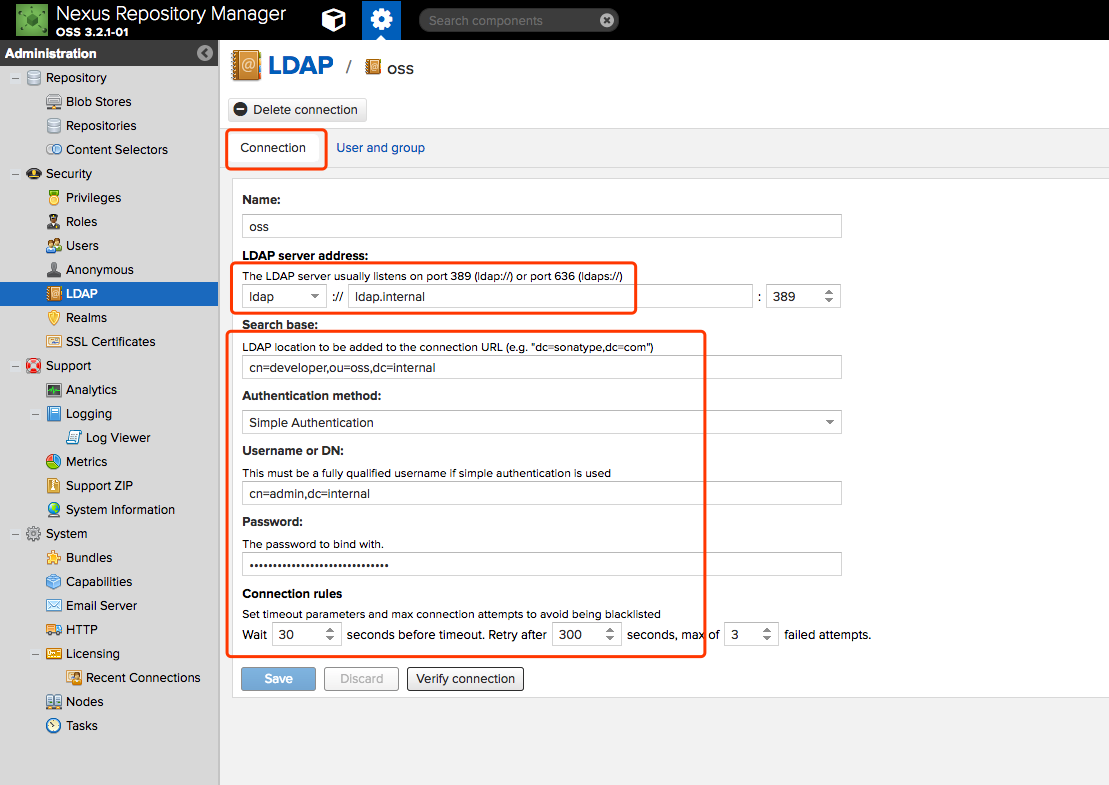 Nexus Repository Manager
OSS 3.2.1-01
Search components
Administration
Repository
Blob Stores
Repositories
Content Selectors
Security
Privileges
Roles
Users
Anonymous
LDAP
Realms
SSL Certificates
Support
Analytics
Logging
Log Viewer
Metrics
Support ZIP
System Information
System
Bundles
Capabilities
Email Server
HTTP
Licensing
Recent Connections
Nodes
Tasks
LDAP / oss
Delete connection
Connection User and group
Name:
oss
LDAP server address:
The LDAP server usually listens on port 389 (ldap://) or port 636 (ldaps://)
ldap :// ldap.internal : 389
Search base:
LDAP location to be added to the connection URL (e.g. "dc=sonatype,dc=com")
cn=developer,ou=oss,dc=internal
Authentication method:
Simple Authentication
Username or DN:
This must be a fully qualified username if simple authentication is used
cn=admin,dc=internal
Password:
The password to bind with.
••••••••••••••••••••••••••••••
Connection rules
Set timeout parameters and max connection attempts to avoid being blacklisted
Wait 30 seconds before timeout. Retry after 300 seconds, max of 3 failed attempts.
Save Discard Verify connection